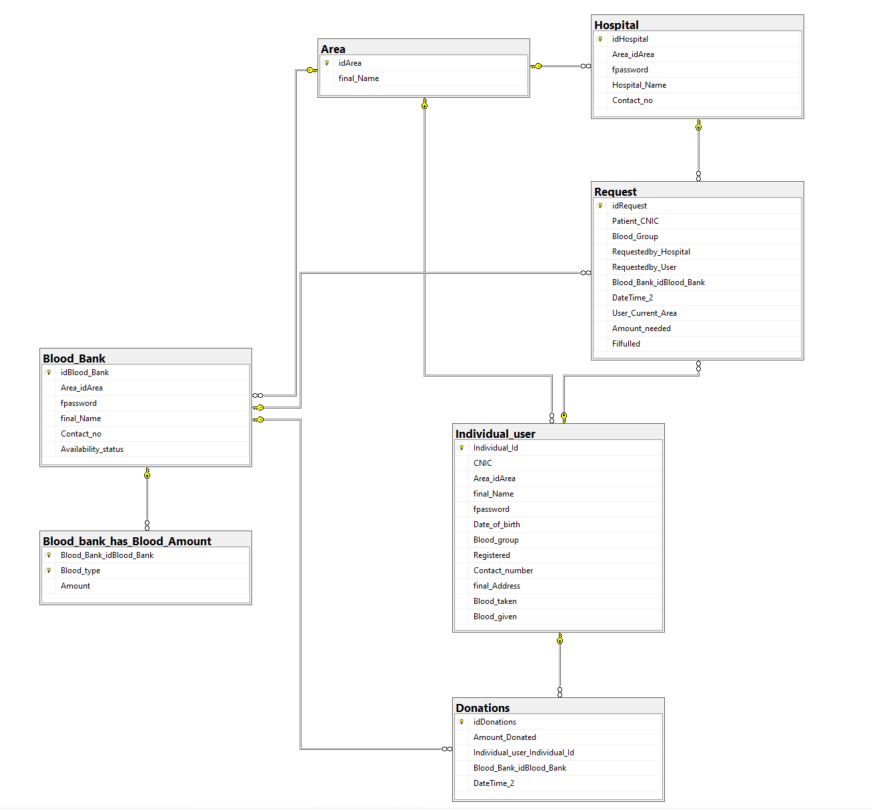 Area
idArea
final_Name
Hospital
idHospital
Area_idArea
fpassword
Hospital_Name
Contact_no
Request
idRequest
Patient_CNIC
Blood_Group
Requestedby_Hospital
Requestedby_User
Blood_Bank_idBlood_Bank
DateTime_2
User_Current_Area
Amount_needed
Filfulled
Blood_Bank
idBlood_Bank
Area_idArea
fpassword
final_Name
Contact_no
Availability_status
Individual_user
Individual_Id
CNIC
Area_idArea
final_Name
fpassword
Date_of_birth
Blood_group
Registered
Contact_number
final_Address
Blood_taken
Blood_given
Blood_bank_has_Blood_Amount
Blood_Bank_idBlood_Bank
Blood_type
Amount
Donations
idDonations
Amount_Donated
Individual_user_Individual_Id
Blood_Bank_idBlood_Bank
DateTime_2